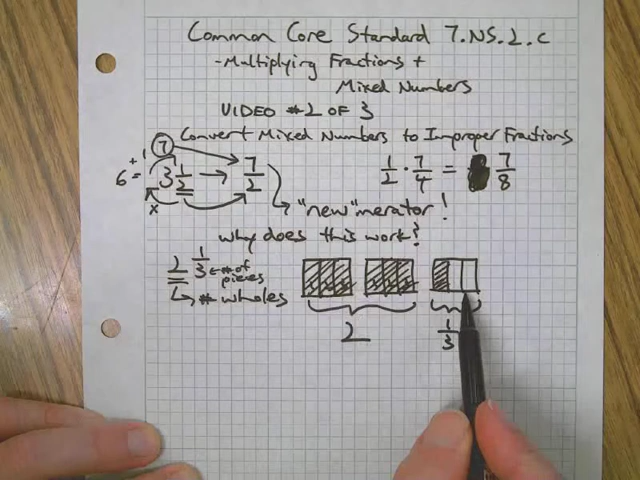 Common Core Standard 7.NS.2.c
-Multiplying Fractions +
Mixed Numbers
VIDEO #2 OF 3
Convert Mixed Numbers to Improper Fractions
7
+ 1
6 = 3 1/2 → 7/2
x
1/2 · 7/4 = 7/8
"new"merator!
why does this work?
2 1/3 ← # of pieces
↳ # wholes
2
1/3